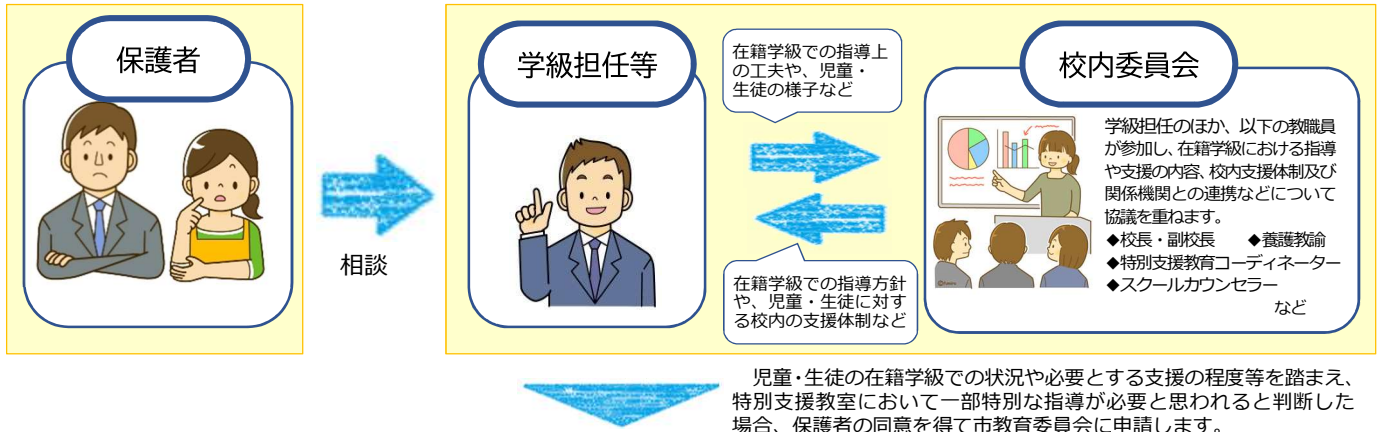 保護者
相談
学級担任等
在籍学級での指導上
の工夫や、児童・
生徒の様子など
在籍学級での指導方針
や、児童・生徒に対す
る校内の支援体制など
校内委員会
学級担任のほか、以下の教職員
が参加し、在籍学級における指導
や支援の内容、校内支援体制及び
関係機関との連携などについて
協議を重ねます。
◆校長・副校長　◆養護教諭
◆特別支援教育コーディネーター
◆スクールカウンセラー
など
児童・生徒の在籍学級での状況や必要とする支援の程度等を踏まえ、
特別支援教室において一部特別な指導が必要と思われると判断した
場合、保護者の同意を得て市教育委員会に申請します。